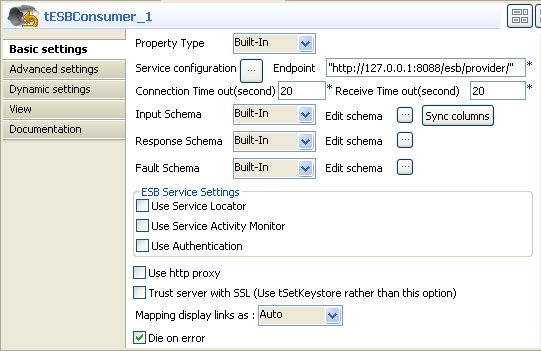 tESBConsumer_1
Basic settings
Advanced settings
Dynamic settings
View
Documentation
Property Type Built-In
Service configuration ... Endpoint "http://127.0.0.1:8088/esb/provider/" *
Connection Time out(second) 20 * Receive Time out(second) 20 *
Input Schema Built-In Edit schema ... Sync columns
Response Schema Built-In Edit schema ...
Fault Schema Built-In Edit schema ...
ESB Service Settings
Use Service Locator
Use Service Activity Monitor
Use Authentication
Use http proxy
Trust server with SSL (Use tSetKeystore rather than this option)
Mapping display links as : Auto
Die on error